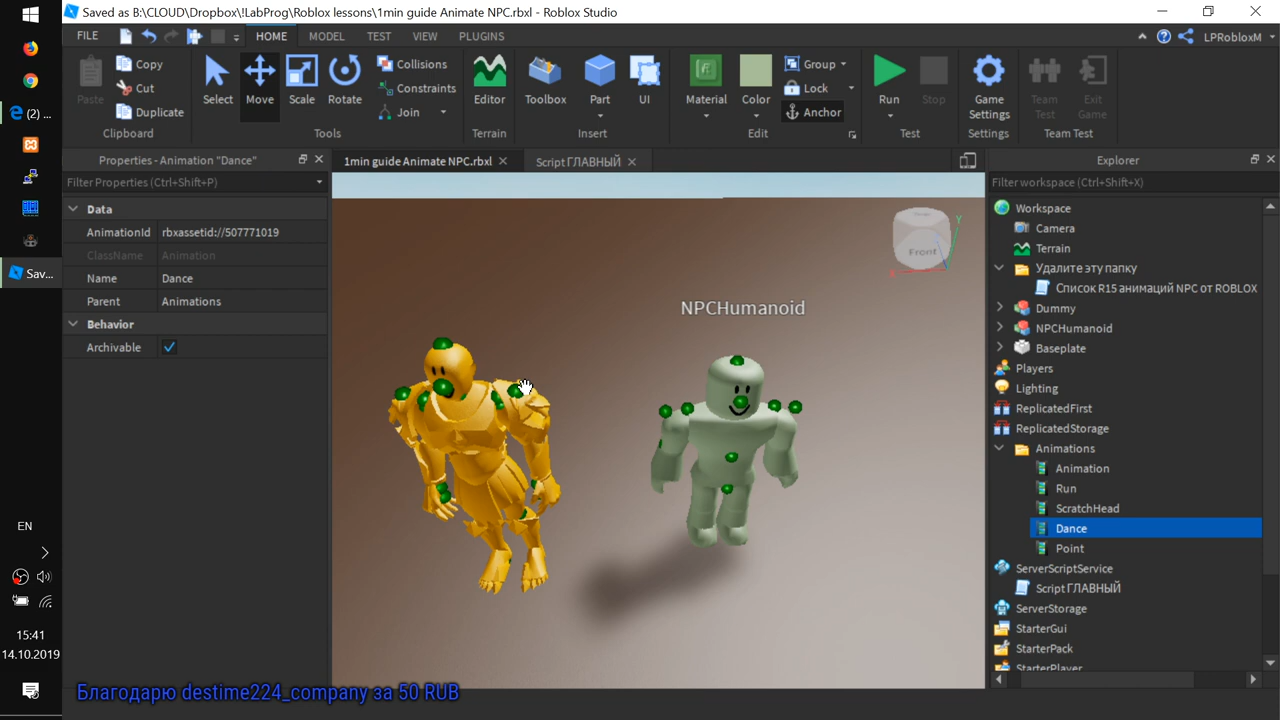 Saved as B:\CLOUD\Dropbox\!LabProg\Roblox lessons\1min guide Animate NPC.rbxl - Roblox Studio
FILE HOME MODEL TEST VIEW PLUGINS LPRobloxM
Paste Copy Cut Duplicate
Clipboard
Select Move Scale Rotate Collisions Constraints Join
Tools
Editor
Terrain
Toolbox Part UI
Insert
Material Color Group Lock Anchor
Edit
Run Stop
Test
Game Settings
Settings
Team Test Exit Game
Team Test
Properties - Animation "Dance"
Filter Properties (Ctrl+Shift+P)
Data
AnimationId rbxassetid://507771019
ClassName Animation
Name Dance
Parent Animations
Behavior
Archivable
1min guide Animate NPC.rbxl Script ГЛАВНЫЙ
Front
Y
NPCHumanoid
Explorer
Filter workspace (Ctrl+Shift+X)
Workspace
Camera
Terrain
Удалите эту папку
Список R15 анимаций NPC от ROBLOX
Dummy
NPCHumanoid
Baseplate
Players
Lighting
ReplicatedFirst
ReplicatedStorage
Animations
Animation
Run
ScratchHead
Dance
Point
ServerScriptService
Script ГЛАВНЫЙ
ServerStorage
StarterGui
StarterPack
StarterPlayer
(2) ...
Sav...
EN
15:41
14.10.2019
Благодарю destime224_company за 50 RUB